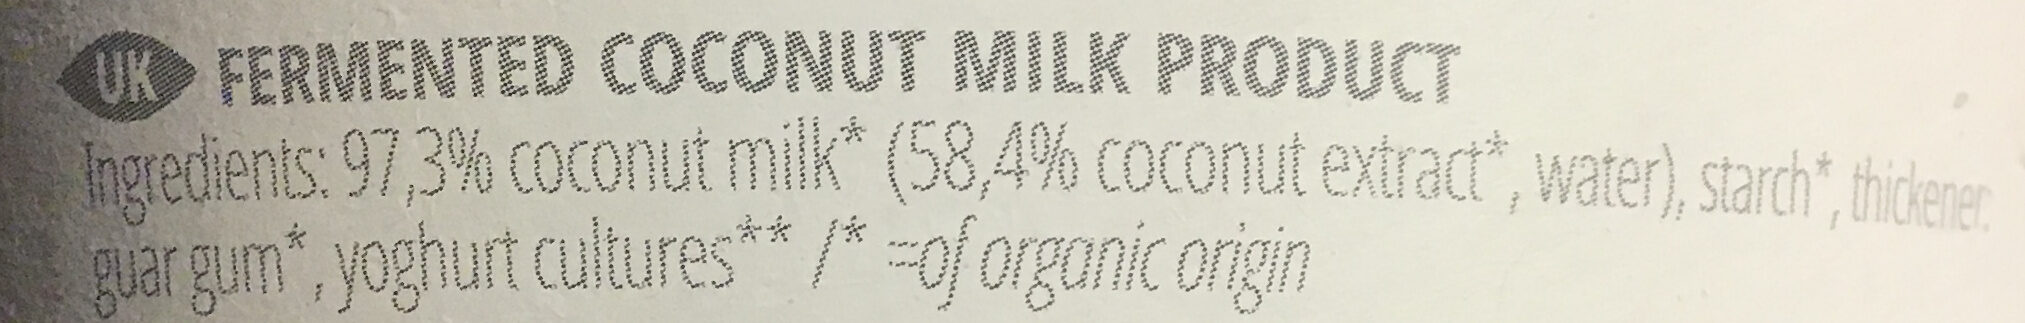 UK FERMENTED COCONUT MILK PRODUCT
Ingredients: 97,3% coconut milk* (58,4% coconut extract*, water), starch*, thickener:
guar gum*, yoghurt cultures** /* =of organic origin